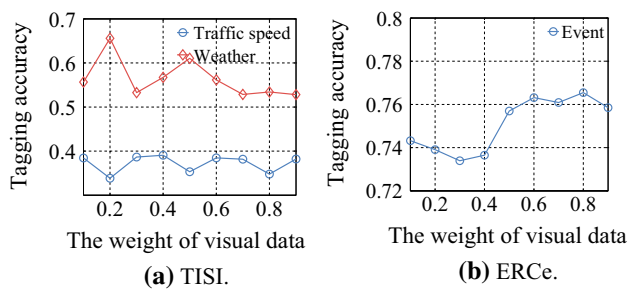 Tagging accuracy
0.7
0.6
0.5
0.4
Traffic speed
Weather
0.2 0.4 0.6 0.8
The weight of visual data
(a) TISI.
Tagging accuracy
0.8
0.78
0.76
0.74
0.72
Event
0.2 0.4 0.6 0.8
The weight of visual data
(b) ERCe.